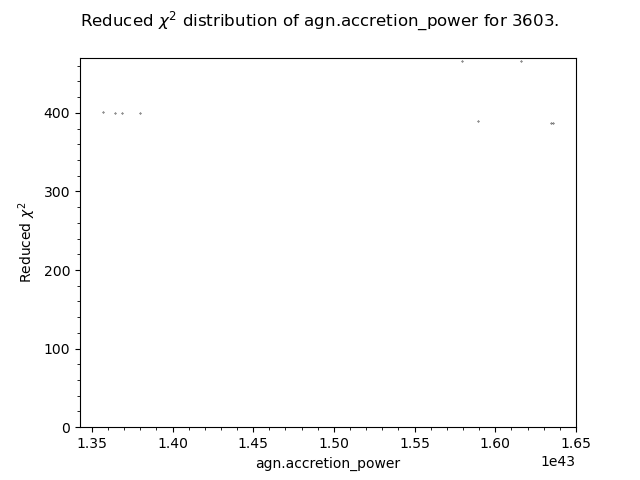 Reduced χ² distribution of agn.accretion_power for 3603.
400
300
200
100
0
Reduced χ²
1.35 1.40 1.45 1.50 1.55 1.60 1.65
1e43
agn.accretion_power